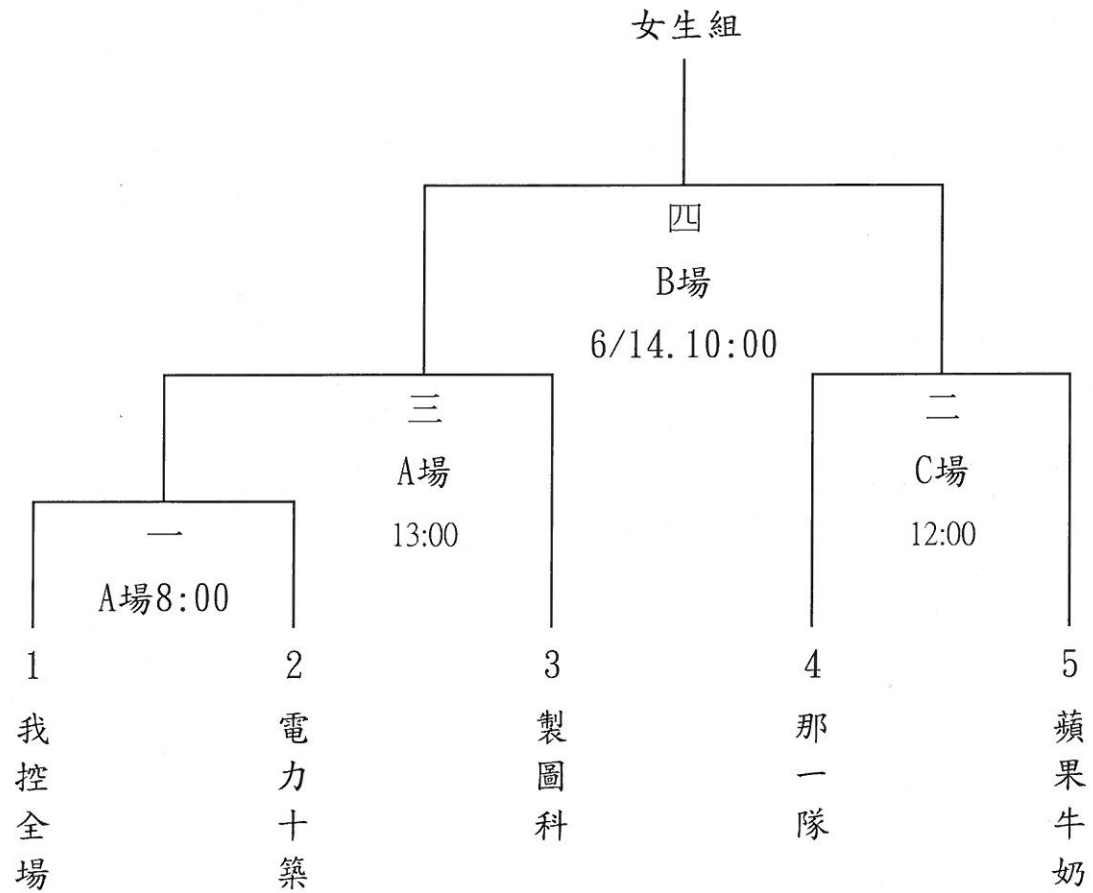 女生組
四
B場
6/14.10:00
三
A場
13:00
二
C場
12:00
一
A場8:00
1
我控全場
2
電力十築
3
製圖科
4
那一隊
5
蘋果牛奶